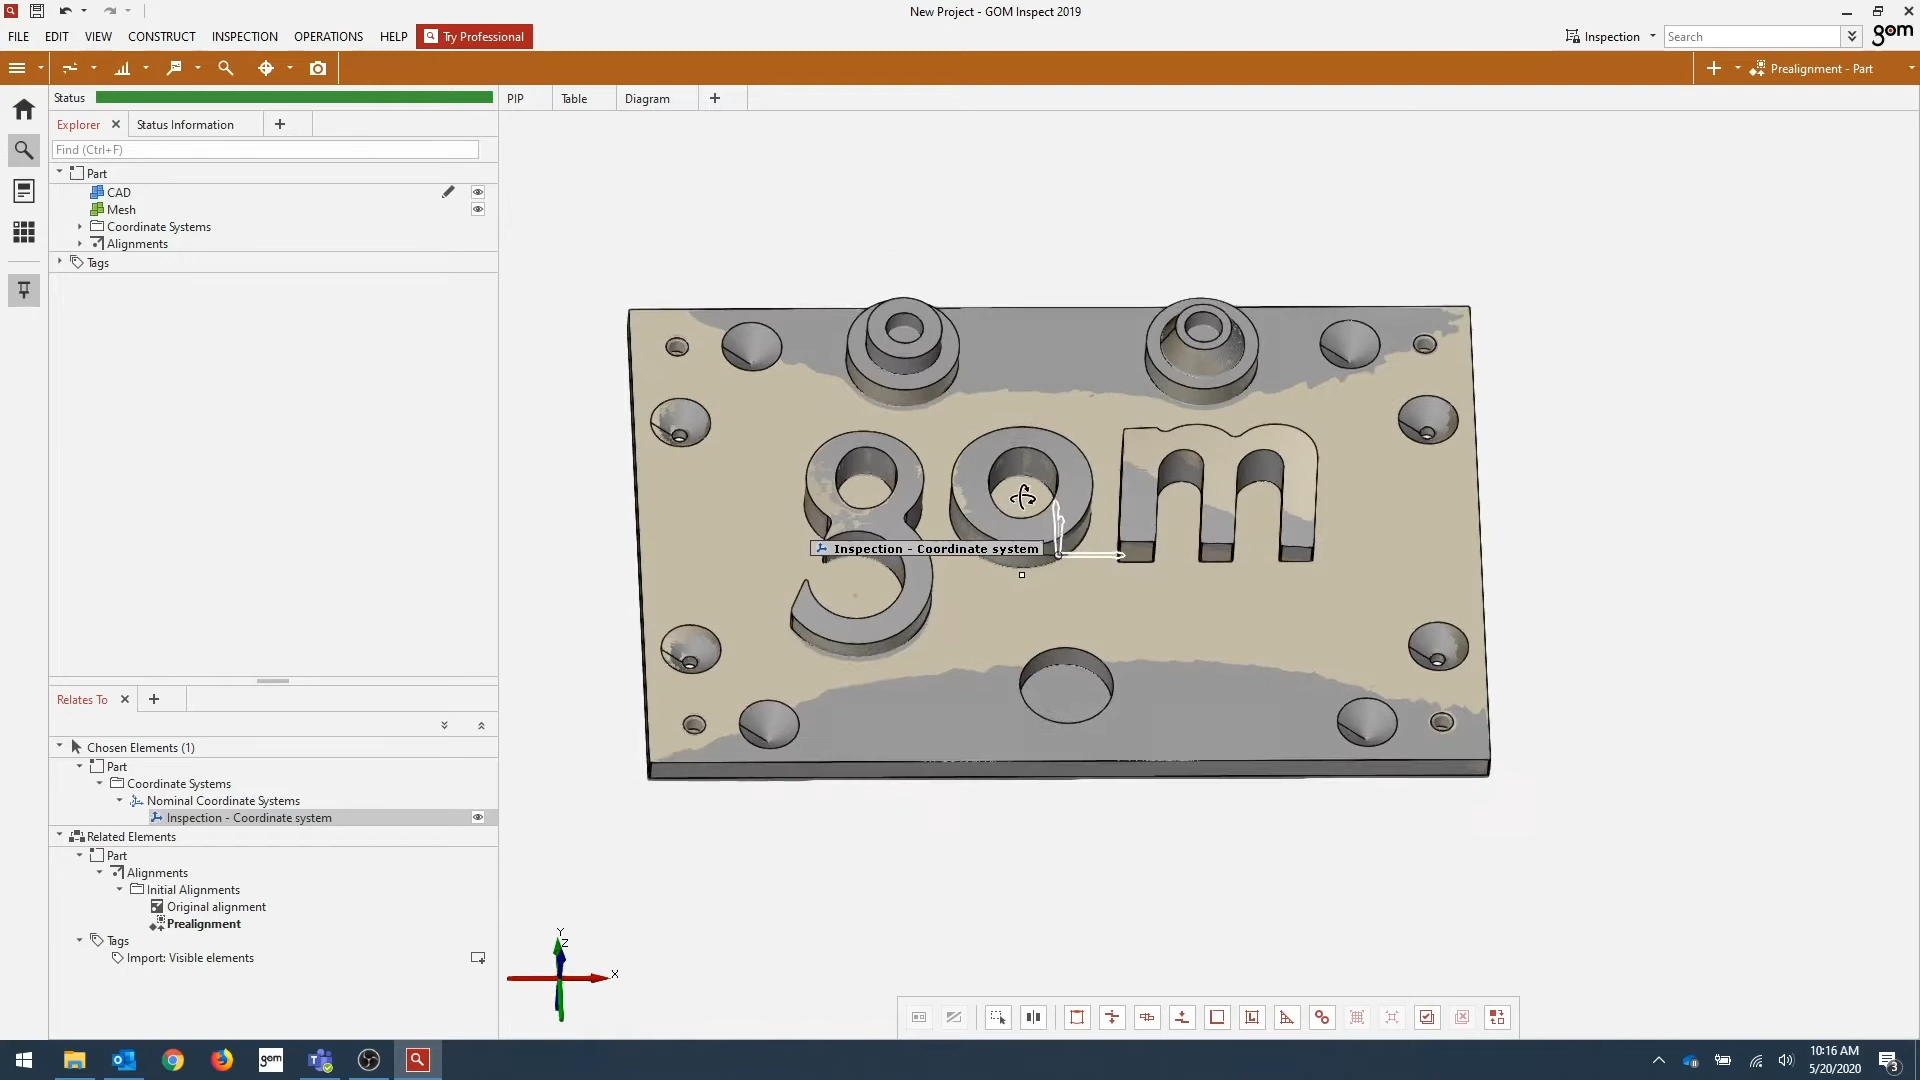 New Project - GOM Inspect 2019
FILE EDIT VIEW CONSTRUCT INSPECTION OPERATIONS HELP Try Professional Inspection Search gom
Prealignment - Part
Status PIP Table Diagram
Explorer Status Information
Find (Ctrl+F)
Part
CAD
Mesh
Coordinate Systems
Alignments
Tags
gom
Inspection - Coordinate system
Relates To
Chosen Elements (1)
Part
Coordinate Systems
Nominal Coordinate Systems
Inspection - Coordinate system
Related Elements
Part
Alignments
Initial Alignments
Original alignment
Prealignment
Tags
Import: Visible elements
Y
Z
X
gom
10:16 AM
5/20/2020
3